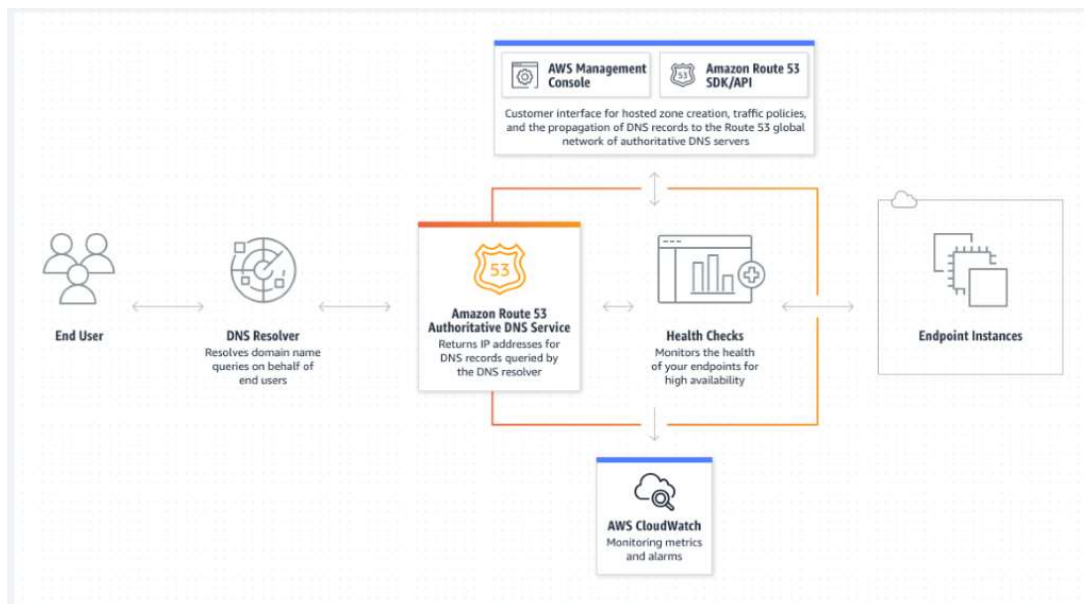 AWS Management
Console
53
Amazon Route 53
SDK/API
Customer interface for hosted zone creation, traffic policies,
and the propagation of DNS records to the Route 53 global
network of authoritative DNS servers
End User
DNS Resolver
Resolves domain name
queries on behalf of
end users
53
Amazon Route 53
Authoritative DNS Service
Returns IP addresses for
DNS records queried by
the DNS resolver
Health Checks
Monitors the health
of your endpoints for
high availability
Endpoint Instances
AWS CloudWatch
Monitoring metrics
and alarms